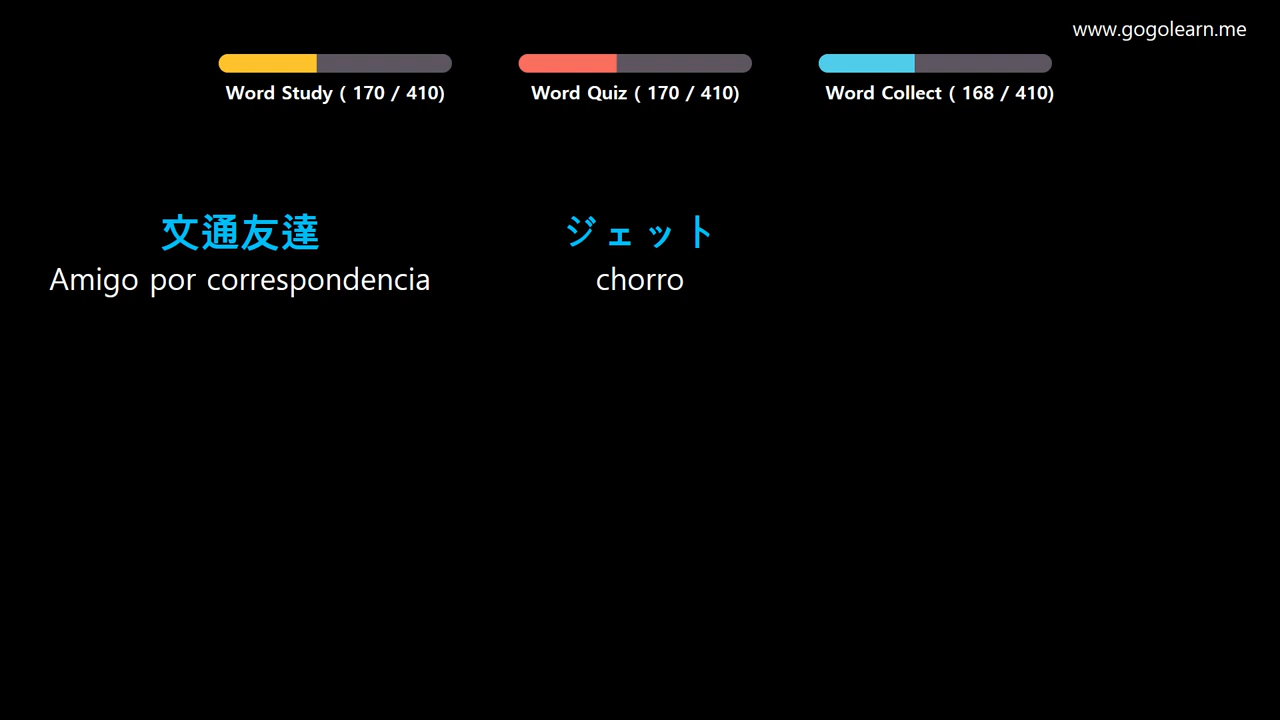 www.gogolearn.me
Word Study ( 170 / 410)
Word Quiz ( 170 / 410)
Word Collect ( 168 / 410)
文通友達
Amigo por correspondencia
ジェット
chorro